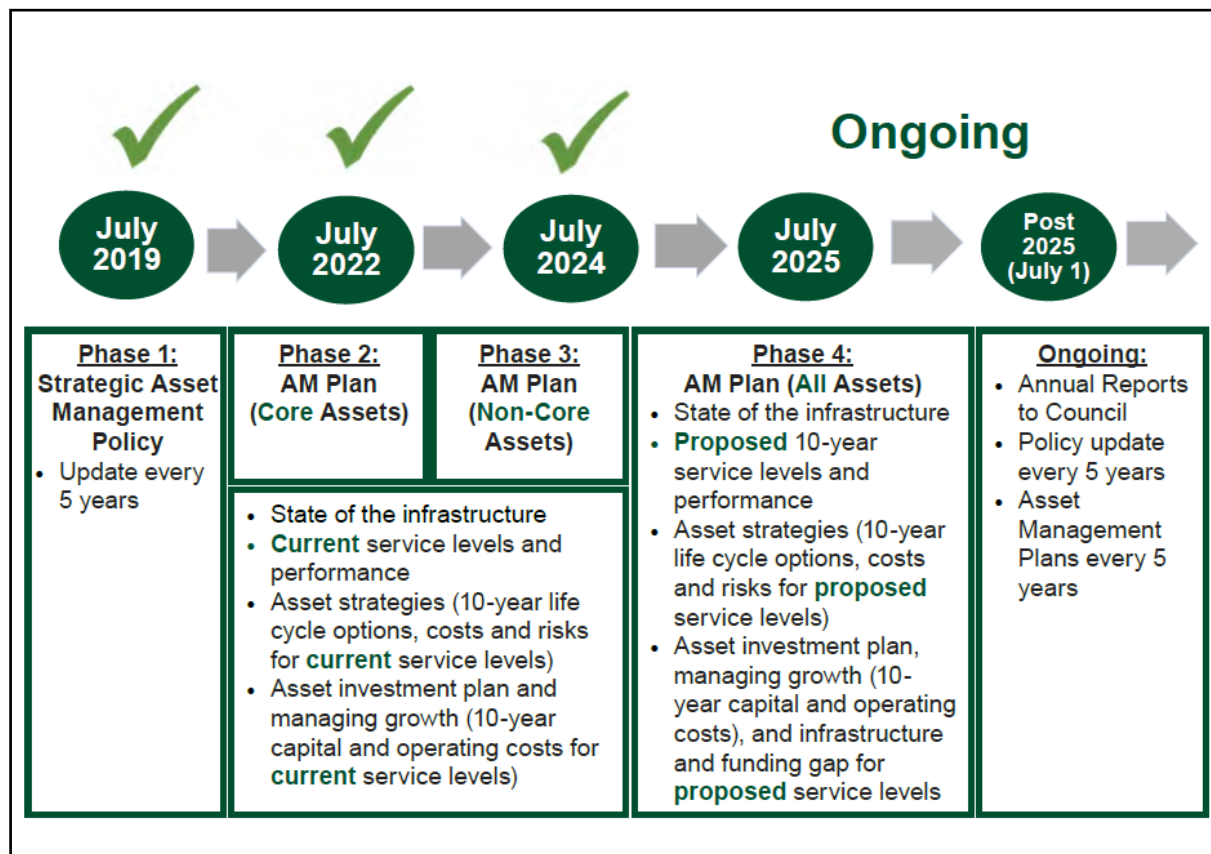 Ongoing
July
2019
July
2022
July
2024
July
2025
Post
2025
(July 1)
Phase 1:
Strategic Asset
Management
Policy
• Update every
5 years
Phase 2:
AM Plan
(Core Assets)
Phase 3:
AM Plan
(Non-Core
Assets)
• State of the infrastructure
• Current service levels and
performance
• Asset strategies (10-year life
cycle options, costs and risks
for current service levels)
• Asset investment plan and
managing growth (10-year
capital and operating costs for
current service levels)
Phase 4:
AM Plan (All Assets)
• State of the infrastructure
• Proposed 10-year
service levels and
performance
• Asset strategies (10-year
life cycle options, costs
and risks for proposed
service levels)
• Asset investment plan,
managing growth (10-
year capital and operating
costs), and infrastructure
and funding gap for
proposed service levels
Ongoing:
• Annual Reports
to Council
• Policy update
every 5 years
• Asset
Management
Plans every 5
years